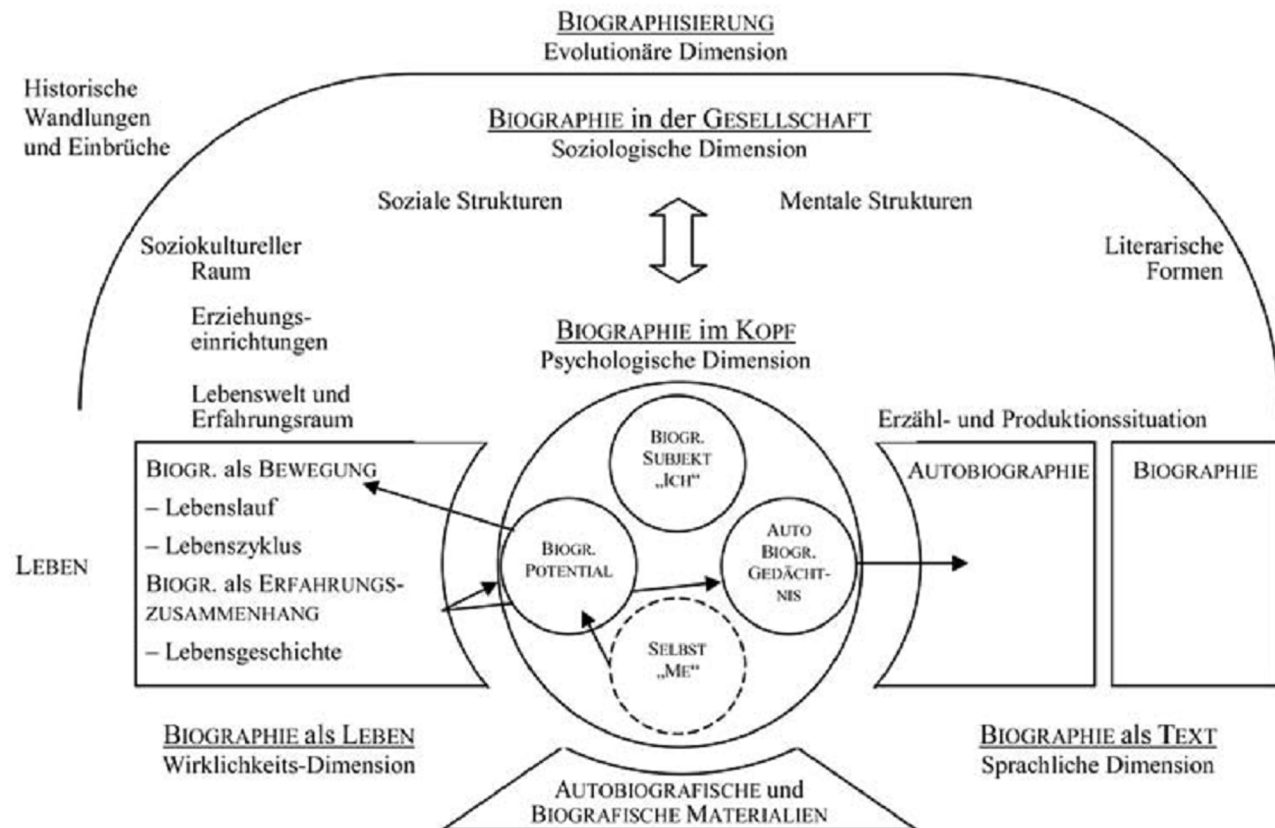 BIOGRAPHISIERUNG
Evolutionäre Dimension
Historische
Wandlungen
und Einbrüche
BIOGRAPHIE in der GESELLSCHAFT
Soziologische Dimension
Soziale Strukturen
Mentale Strukturen
Soziokultureller
Raum
Literarische
Formen
Erziehungs-
einrichtungen
BIOGRAPHIE im KOPF
Psychologische Dimension
Lebenswelt und
Erfahrungsraum
Erzähl- und Produktionssituation
LEBEN
BIOGR. als BEWEGUNG
– Lebenslauf
– Lebenszyklus
BIOGR. als ERFAHRUNGS-
ZUSAMMENHANG
– Lebensgeschichte
BIOGR.
SUBJEKT
„ICH“
BIOGR.
POTENTIAL
AUTO
BIOGR.
GEDÄCHT-
NIS
SELBST
„ME“
AUTOBIOGRAPHIE
BIOGRAPHIE
BIOGRAPHIE als LEBEN
Wirklichkeits-Dimension
BIOGRAPHIE als TEXT
Sprachliche Dimension
AUTOBIOGRAFISCHE und
BIOGRAFISCHE MATERIALIEN